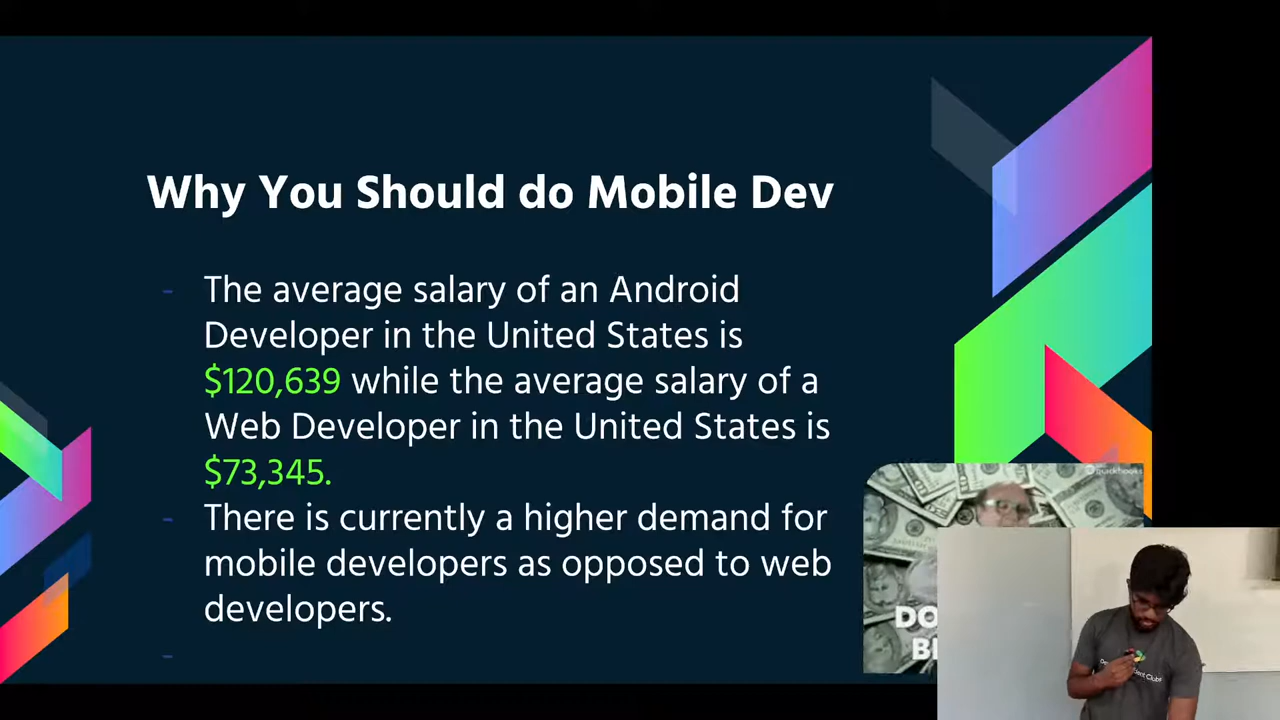 Why You Should do Mobile Dev
- The average salary of an Android
Developer in the United States is
$120,639 while the average salary of a
Web Developer in the United States is
$73,345.
- There is currently a higher demand for
mobile developers as opposed to web
developers.
-
quickbooks